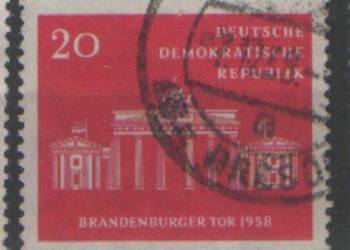 20
DEUTSCHE
DEMOKRATISCHE
REPUBLIK
BRANDENBURGER TOR 1958